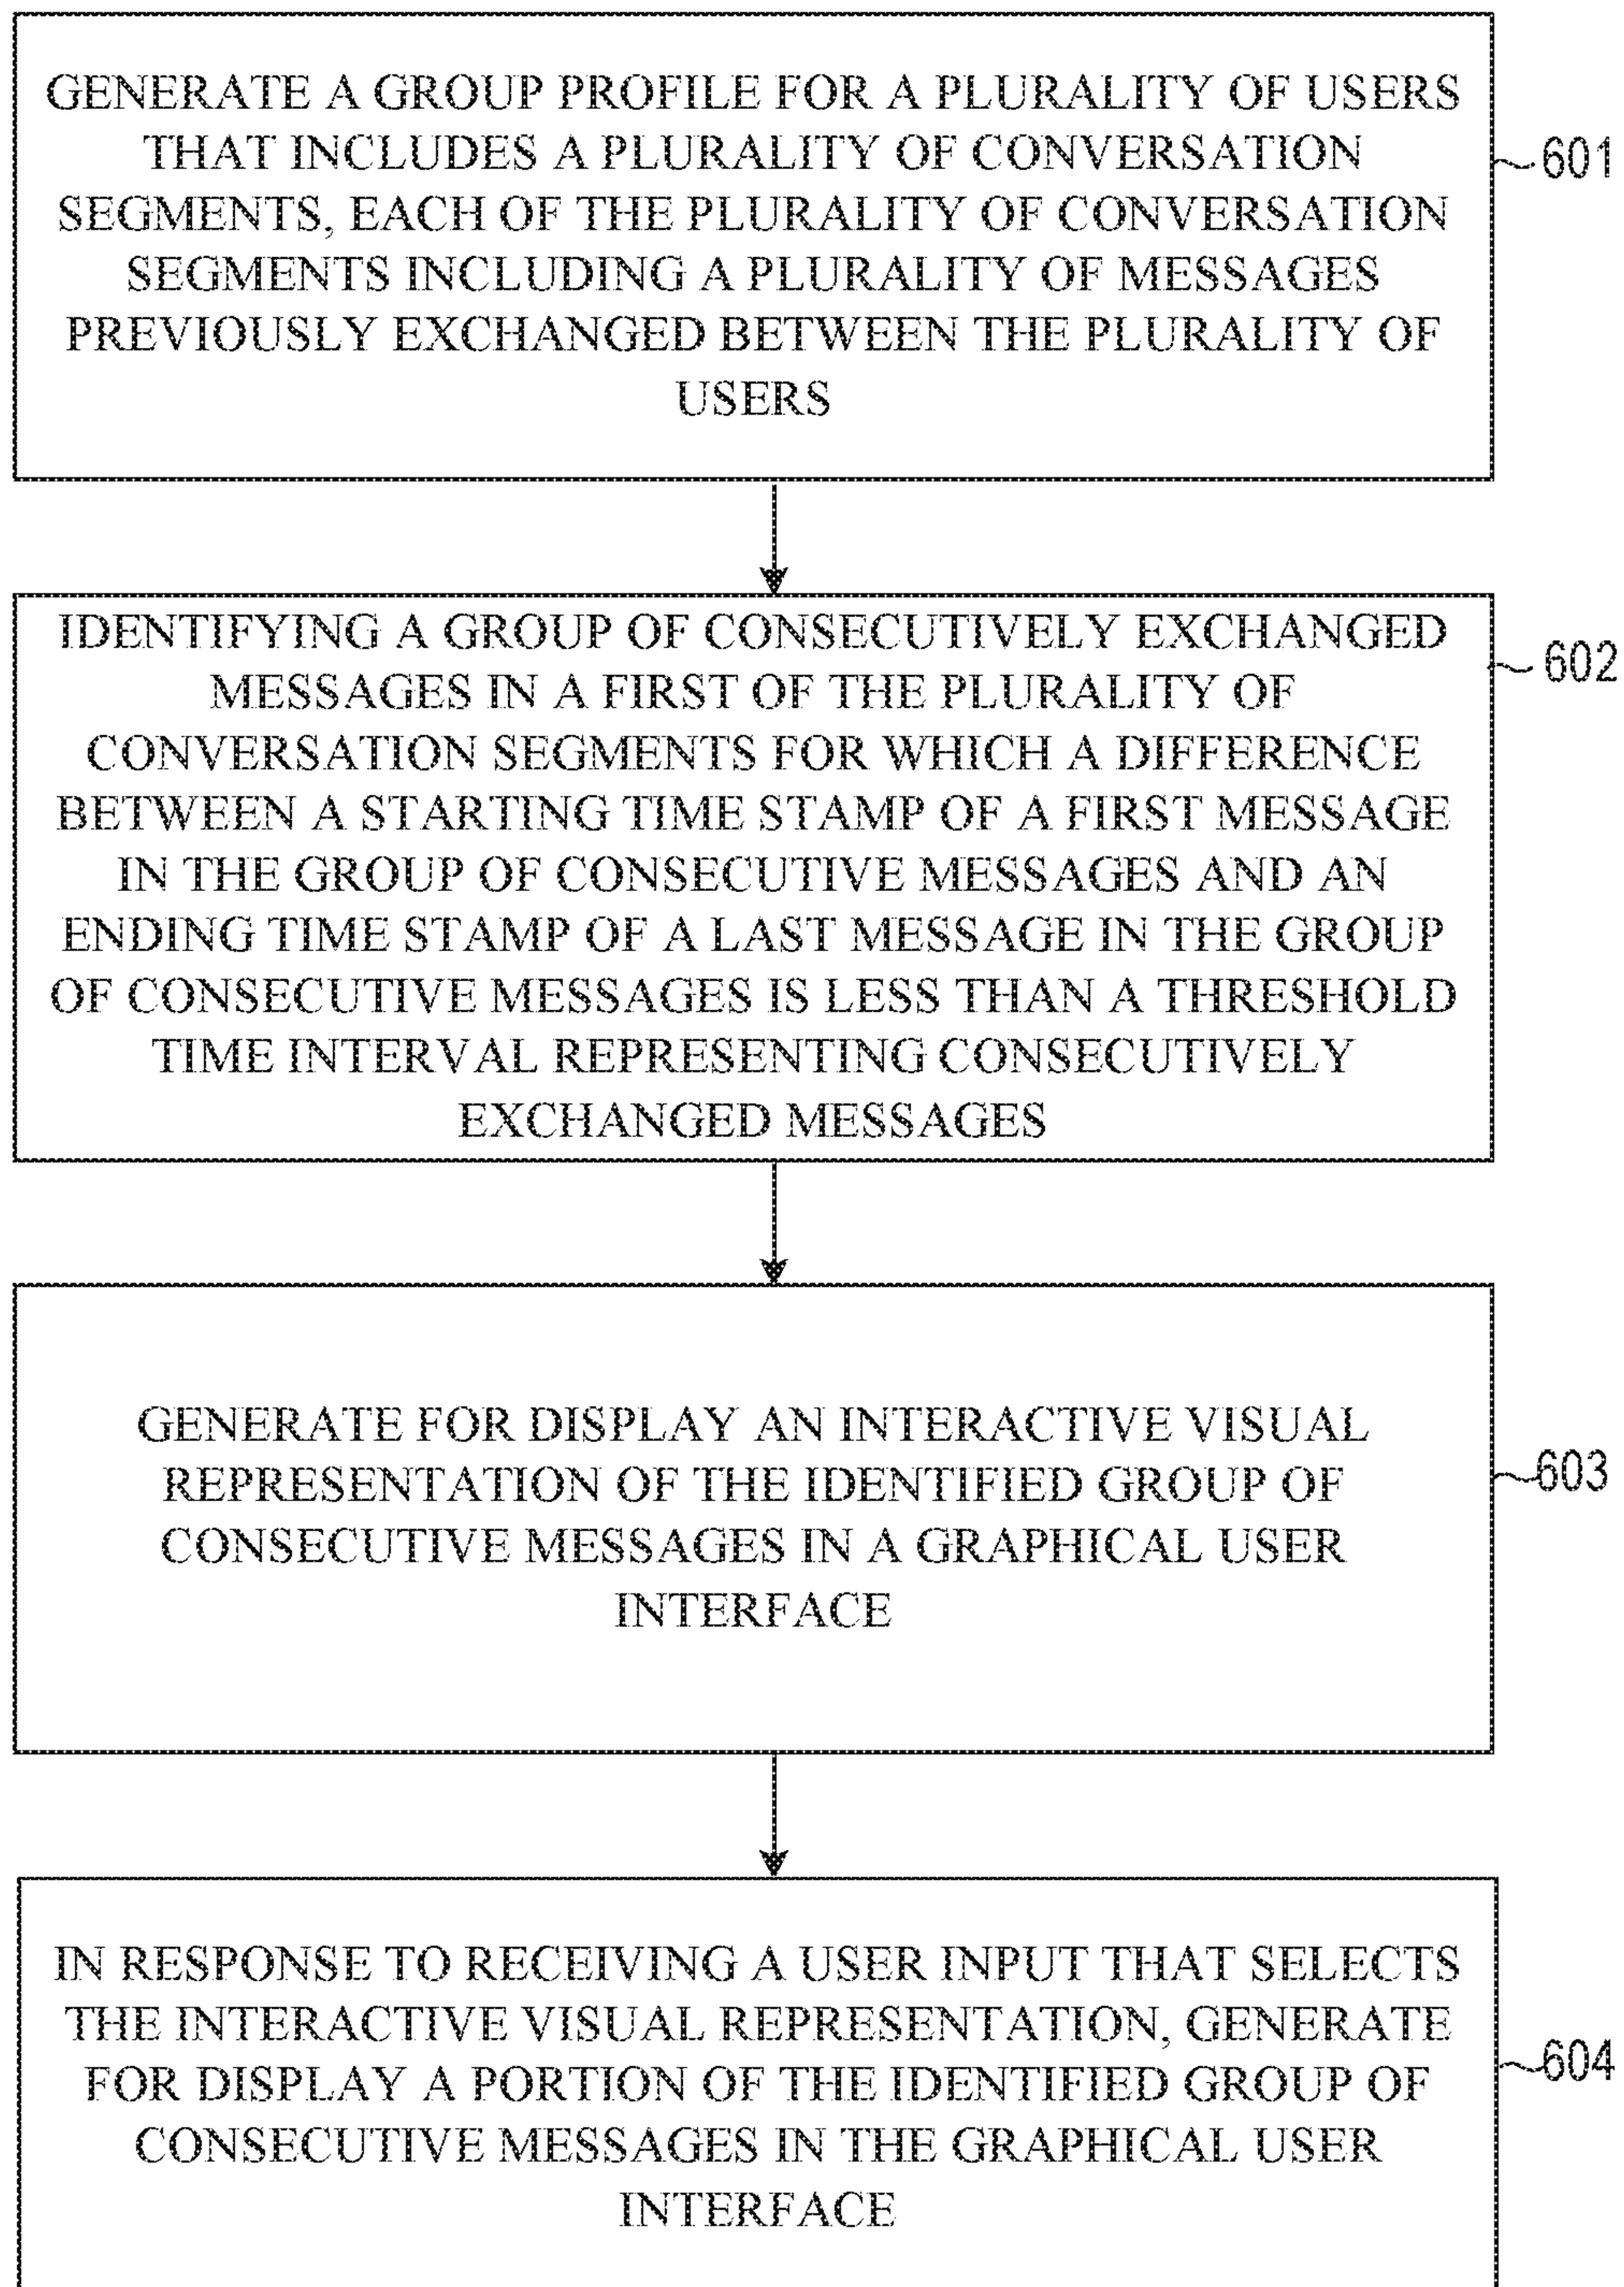 GENERATE A GROUP PROFILE FOR A PLURALITY OF USERS
THAT INCLUDES A PLURALITY OF CONVERSATION
SEGMENTS, EACH OF THE PLURALITY OF CONVERSATION
SEGMENTS INCLUDING A PLURALITY OF MESSAGES
PREVIOUSLY EXCHANGED BETWEEN THE PLURALITY OF
USERS
601
IDENTIFYING A GROUP OF CONSECUTIVELY EXCHANGED
MESSAGES IN A FIRST OF THE PLURALITY OF
CONVERSATION SEGMENTS FOR WHICH A DIFFERENCE
BETWEEN A STARTING TIME STAMP OF A FIRST MESSAGE
IN THE GROUP OF CONSECUTIVE MESSAGES AND AN
ENDING TIME STAMP OF A LAST MESSAGE IN THE GROUP
OF CONSECUTIVE MESSAGES IS LESS THAN A THRESHOLD
TIME INTERVAL REPRESENTING CONSECUTIVELY
EXCHANGED MESSAGES
602
GENERATE FOR DISPLAY AN INTERACTIVE VISUAL
REPRESENTATION OF THE IDENTIFIED GROUP OF
CONSECUTIVE MESSAGES IN A GRAPHICAL USER
INTERFACE
603
IN RESPONSE TO RECEIVING A USER INPUT THAT SELECTS
THE INTERACTIVE VISUAL REPRESENTATION, GENERATE
FOR DISPLAY A PORTION OF THE IDENTIFIED GROUP OF
CONSECUTIVE MESSAGES IN THE GRAPHICAL USER
INTERFACE
604